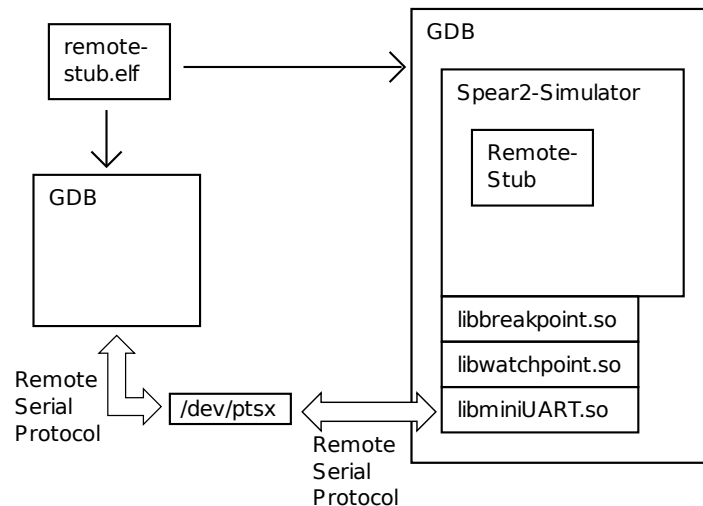 remote-
stub.elf
GDB
Remote
Serial
Protocol
/dev/ptsx
Remote
Serial
Protocol
GDB
Spear2-Simulator
Remote-
Stub
libbreakpoint.so
libwatchpoint.so
libminiUART.so